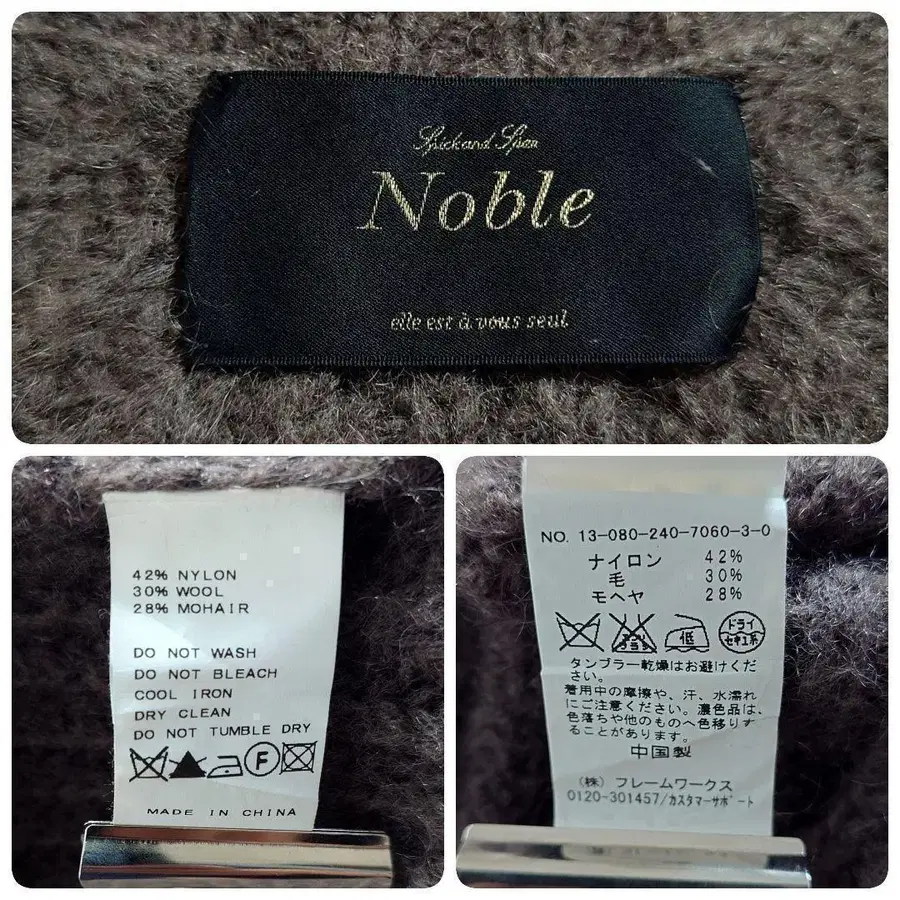 Spick and Span
Noble
elle est à vous seul
42% NYLON
30% WOOL
28% MOHAIR
DO NOT WASH
DO NOT BLEACH
COOL IRON
DRY CLEAN
DO NOT TUMBLE DRY
F
MADE IN CHINA
NO. 13-080-240-7060-3-0
ナイロン 42%
毛 30%
モヘヤ 28%
エンソ サラシ 低 ドライ セキユ系
タンブラー乾燥はお避けくだ
さい。
着用中の摩擦や、汗、水濡れ
にご注意ください。濃色品は、
色落ちや他のものへ色移りす
ることがあります。
中国製
(株) フレームワークス
0120-301457/カスタマーサポート